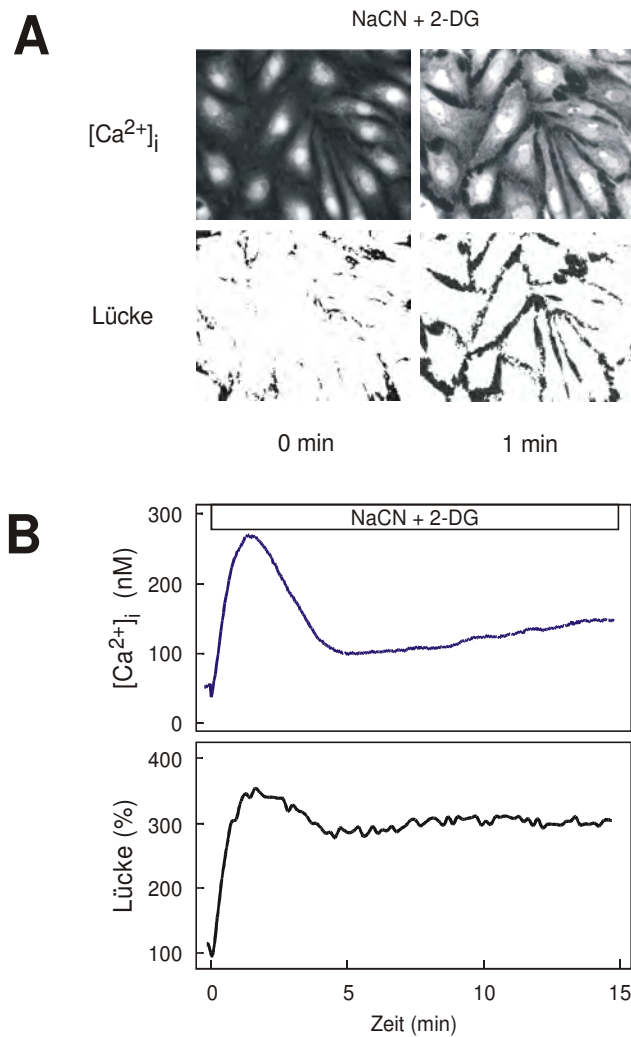 A
NaCN + 2-DG
[Ca²⁺]i
Lücke
0 min 1 min
B
NaCN + 2-DG
[Ca²⁺]i (nM)
300
200
100
0
Lücke (%)
400
300
200
100
0 5 10 15
Zeit (min)